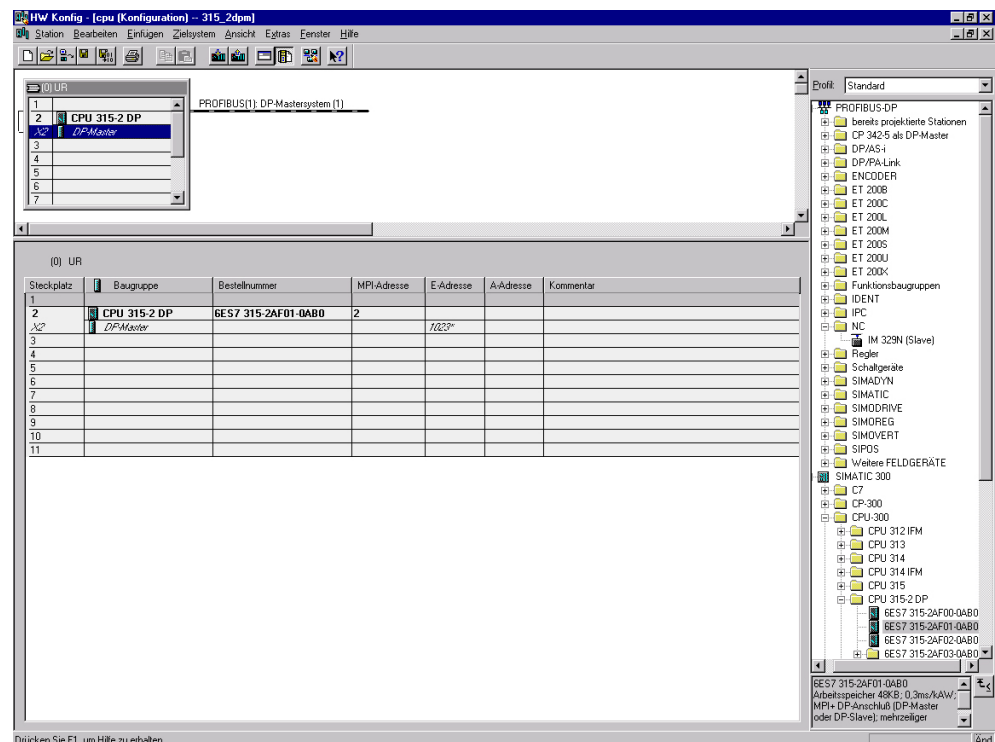 HW Konfig - [cpu (Konfiguration) -- 315_2dpm]
Station Bearbeiten Einfügen Zielsystem Ansicht Extras Fenster Hilfe
(0) UR
1
2 CPU 315-2 DP
X2 DP-Master
3
4
5
6
7
PROFIBUS(1): DP-Mastersystem (1)
(0) UR
Steckplatz Baugruppe Bestellnummer MPI-Adresse E-Adresse A-Adresse Kommentar
1
2 CPU 315-2 DP 6ES7 315-2AF01-0AB0 2
X2 DP-Master 1023*
3
4
5
6
7
8
9
10
11
Profil: Standard
PROFIBUS-DP
bereits projektierte Stationen
CP 342-5 als DP-Master
DP/AS-i
DP/PA-Link
ENCODER
ET 200B
ET 200C
ET 200L
ET 200M
ET 200S
ET 200U
ET 200X
Funktionsbaugruppen
IDENT
IPC
NC
IM 329N (Slave)
Regler
Schaltgeräte
SIMADYN
SIMATIC
SIMODRIVE
SIMOREG
SIMOVERT
SIPOS
Weitere FELDGERÄTE
SIMATIC 300
C7
CP-300
CPU-300
CPU 312 IFM
CPU 313
CPU 314
CPU 314 IFM
CPU 315
CPU 315-2 DP
6ES7 315-2AF00-0AB0
6ES7 315-2AF01-0AB0
6ES7 315-2AF02-0AB0
6ES7 315-2AF03-0AB0
6ES7 315-2AF01-0AB0
Arbeitsspeicher 48KB; 0,3ms/kAW;
MPI+ DP-Anschluß (DP-Master
oder DP-Slave); mehrzeiliger
Drücken Sie F1, um Hilfe zu erhalten.
Änd